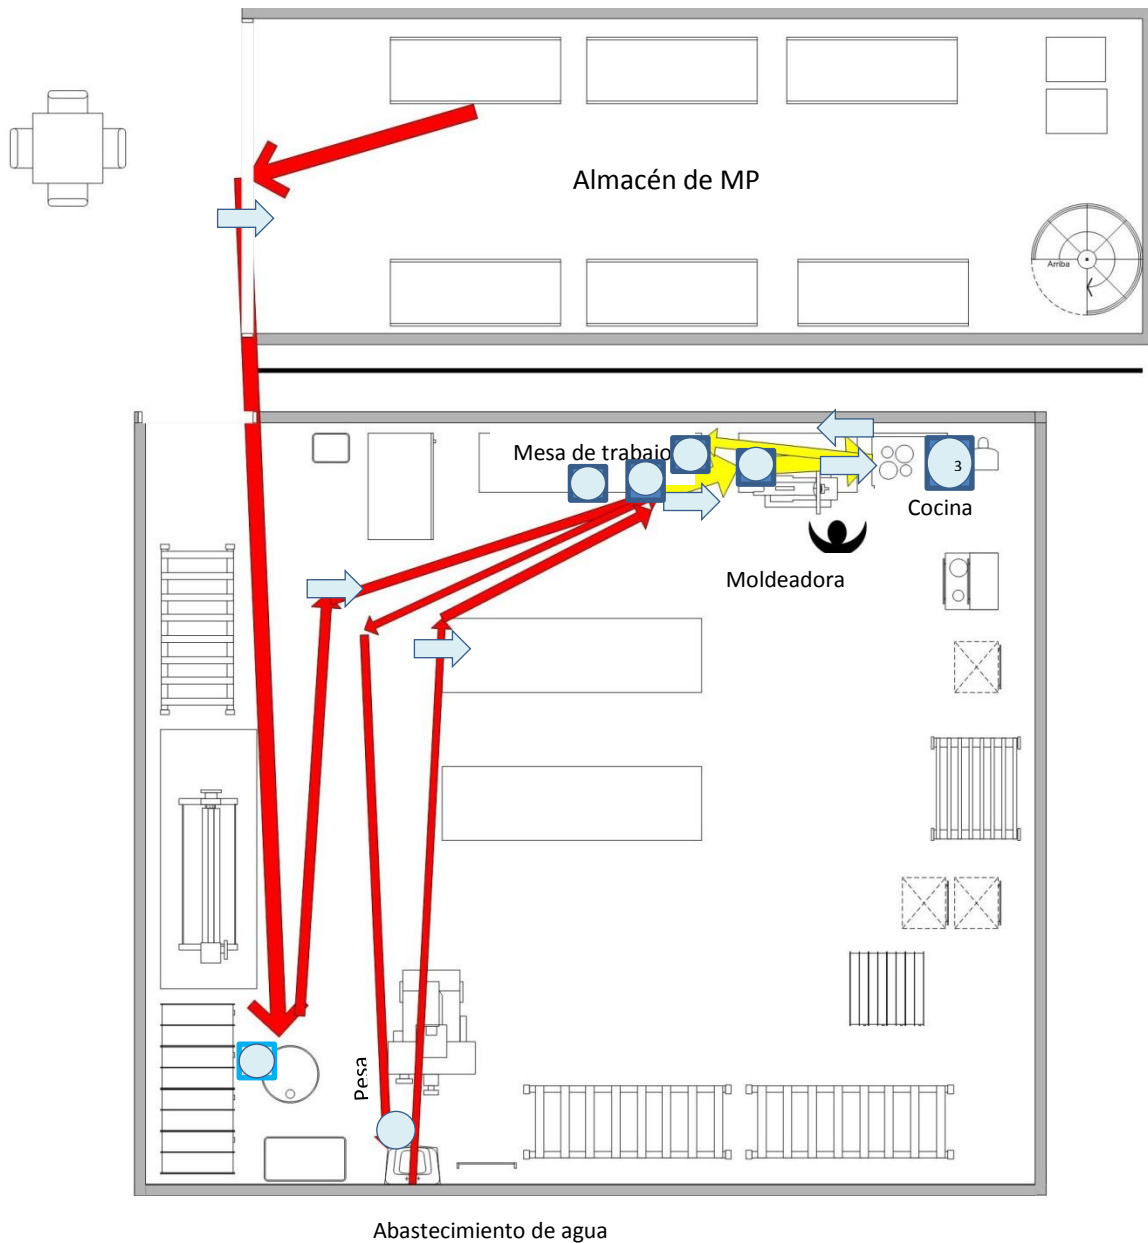 Almacén de MP
Arriba
Mesa de trabajo
3
Cocina
Moldeadora
Pesa
Abastecimiento de agua